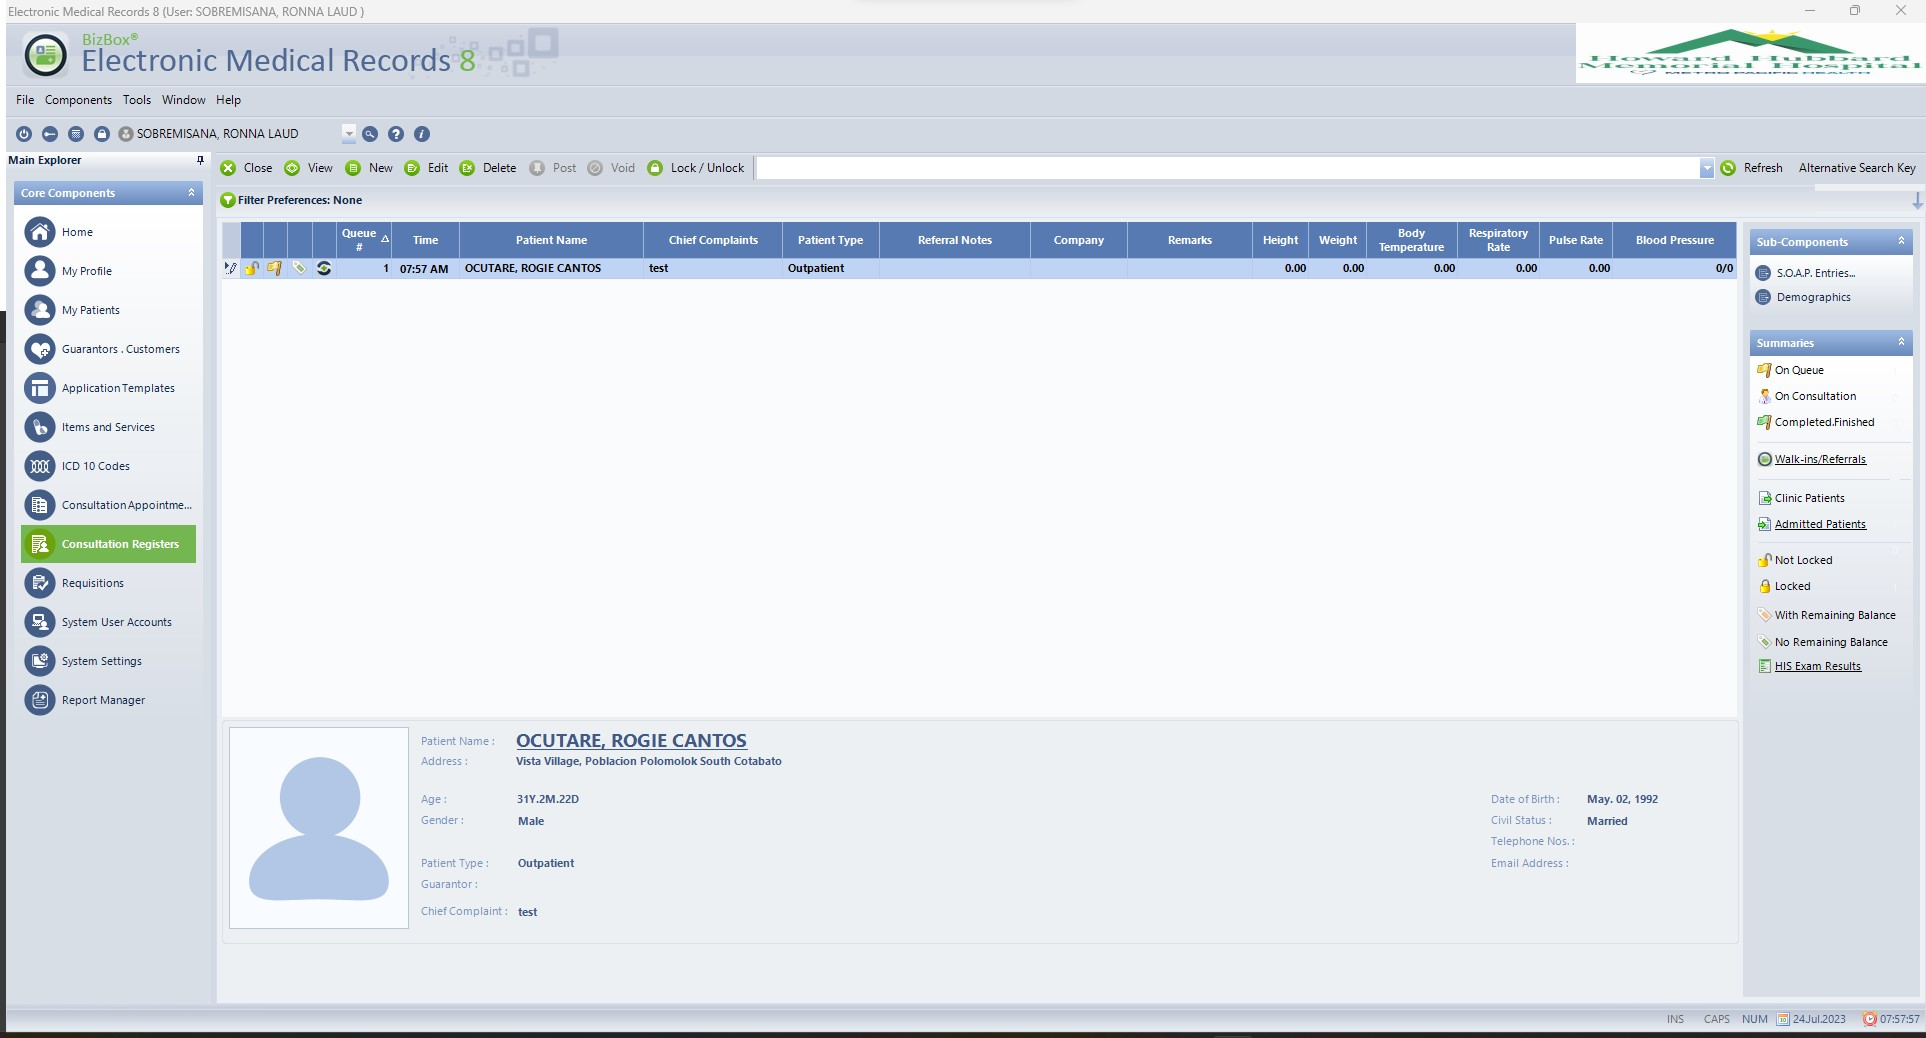 Electronic Medical Records 8 (User: SOBREMISANA, RONNA LAUD )
BizBox®
Electronic Medical Records 8
Howard Hubbard
Memorial Hospital
METRO PACIFIC HEALTH
File Components Tools Window Help
SOBREMISANA, RONNA LAUD
Main Explorer
Close View New Edit Delete Post Void Lock / Unlock Refresh Alternative Search Key
Core Components
Filter Preferences: None
Home
My Profile
My Patients
Guarantors . Customers
Application Templates
Items and Services
ICD 10 Codes
Consultation Appointme...
Consultation Registers
Requisitions
System User Accounts
System Settings
Report Manager
Queue # Time Patient Name Chief Complaints Patient Type Referral Notes Company Remarks Height Weight Body Temperature Respiratory Rate Pulse Rate Blood Pressure
1 07:57 AM OCUTARE, ROGIE CANTOS test Outpatient 0.00 0.00 0.00 0.00 0.00 0/0
Sub-Components
S.O.A.P. Entries...
Demographics
Summaries
On Queue
On Consultation
Completed.Finished
Walk-ins/Referrals
Clinic Patients
Admitted Patients
Not Locked
Locked
With Remaining Balance
No Remaining Balance
HIS Exam Results
Patient Name : OCUTARE, ROGIE CANTOS
Address : Vista Village, Poblacion Polomolok South Cotabato
Age : 31Y.2M.22D Date of Birth : May. 02, 1992
Gender : Male Civil Status : Married
Telephone Nos. :
Patient Type : Outpatient Email Address :
Guarantor :
Chief Complaint : test
INS CAPS NUM 24Jul.2023 07:57:57